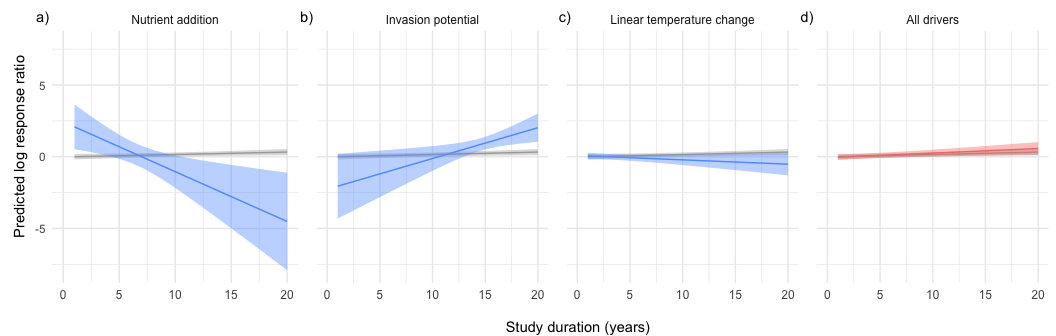 a) Nutrient addition b) Invasion potential c) Linear temperature change d) All drivers
Predicted log response ratio
5
0
-5
0 5 10 15 20 0 5 10 15 20 0 5 10 15 20 0 5 10 15 20
Study duration (years)